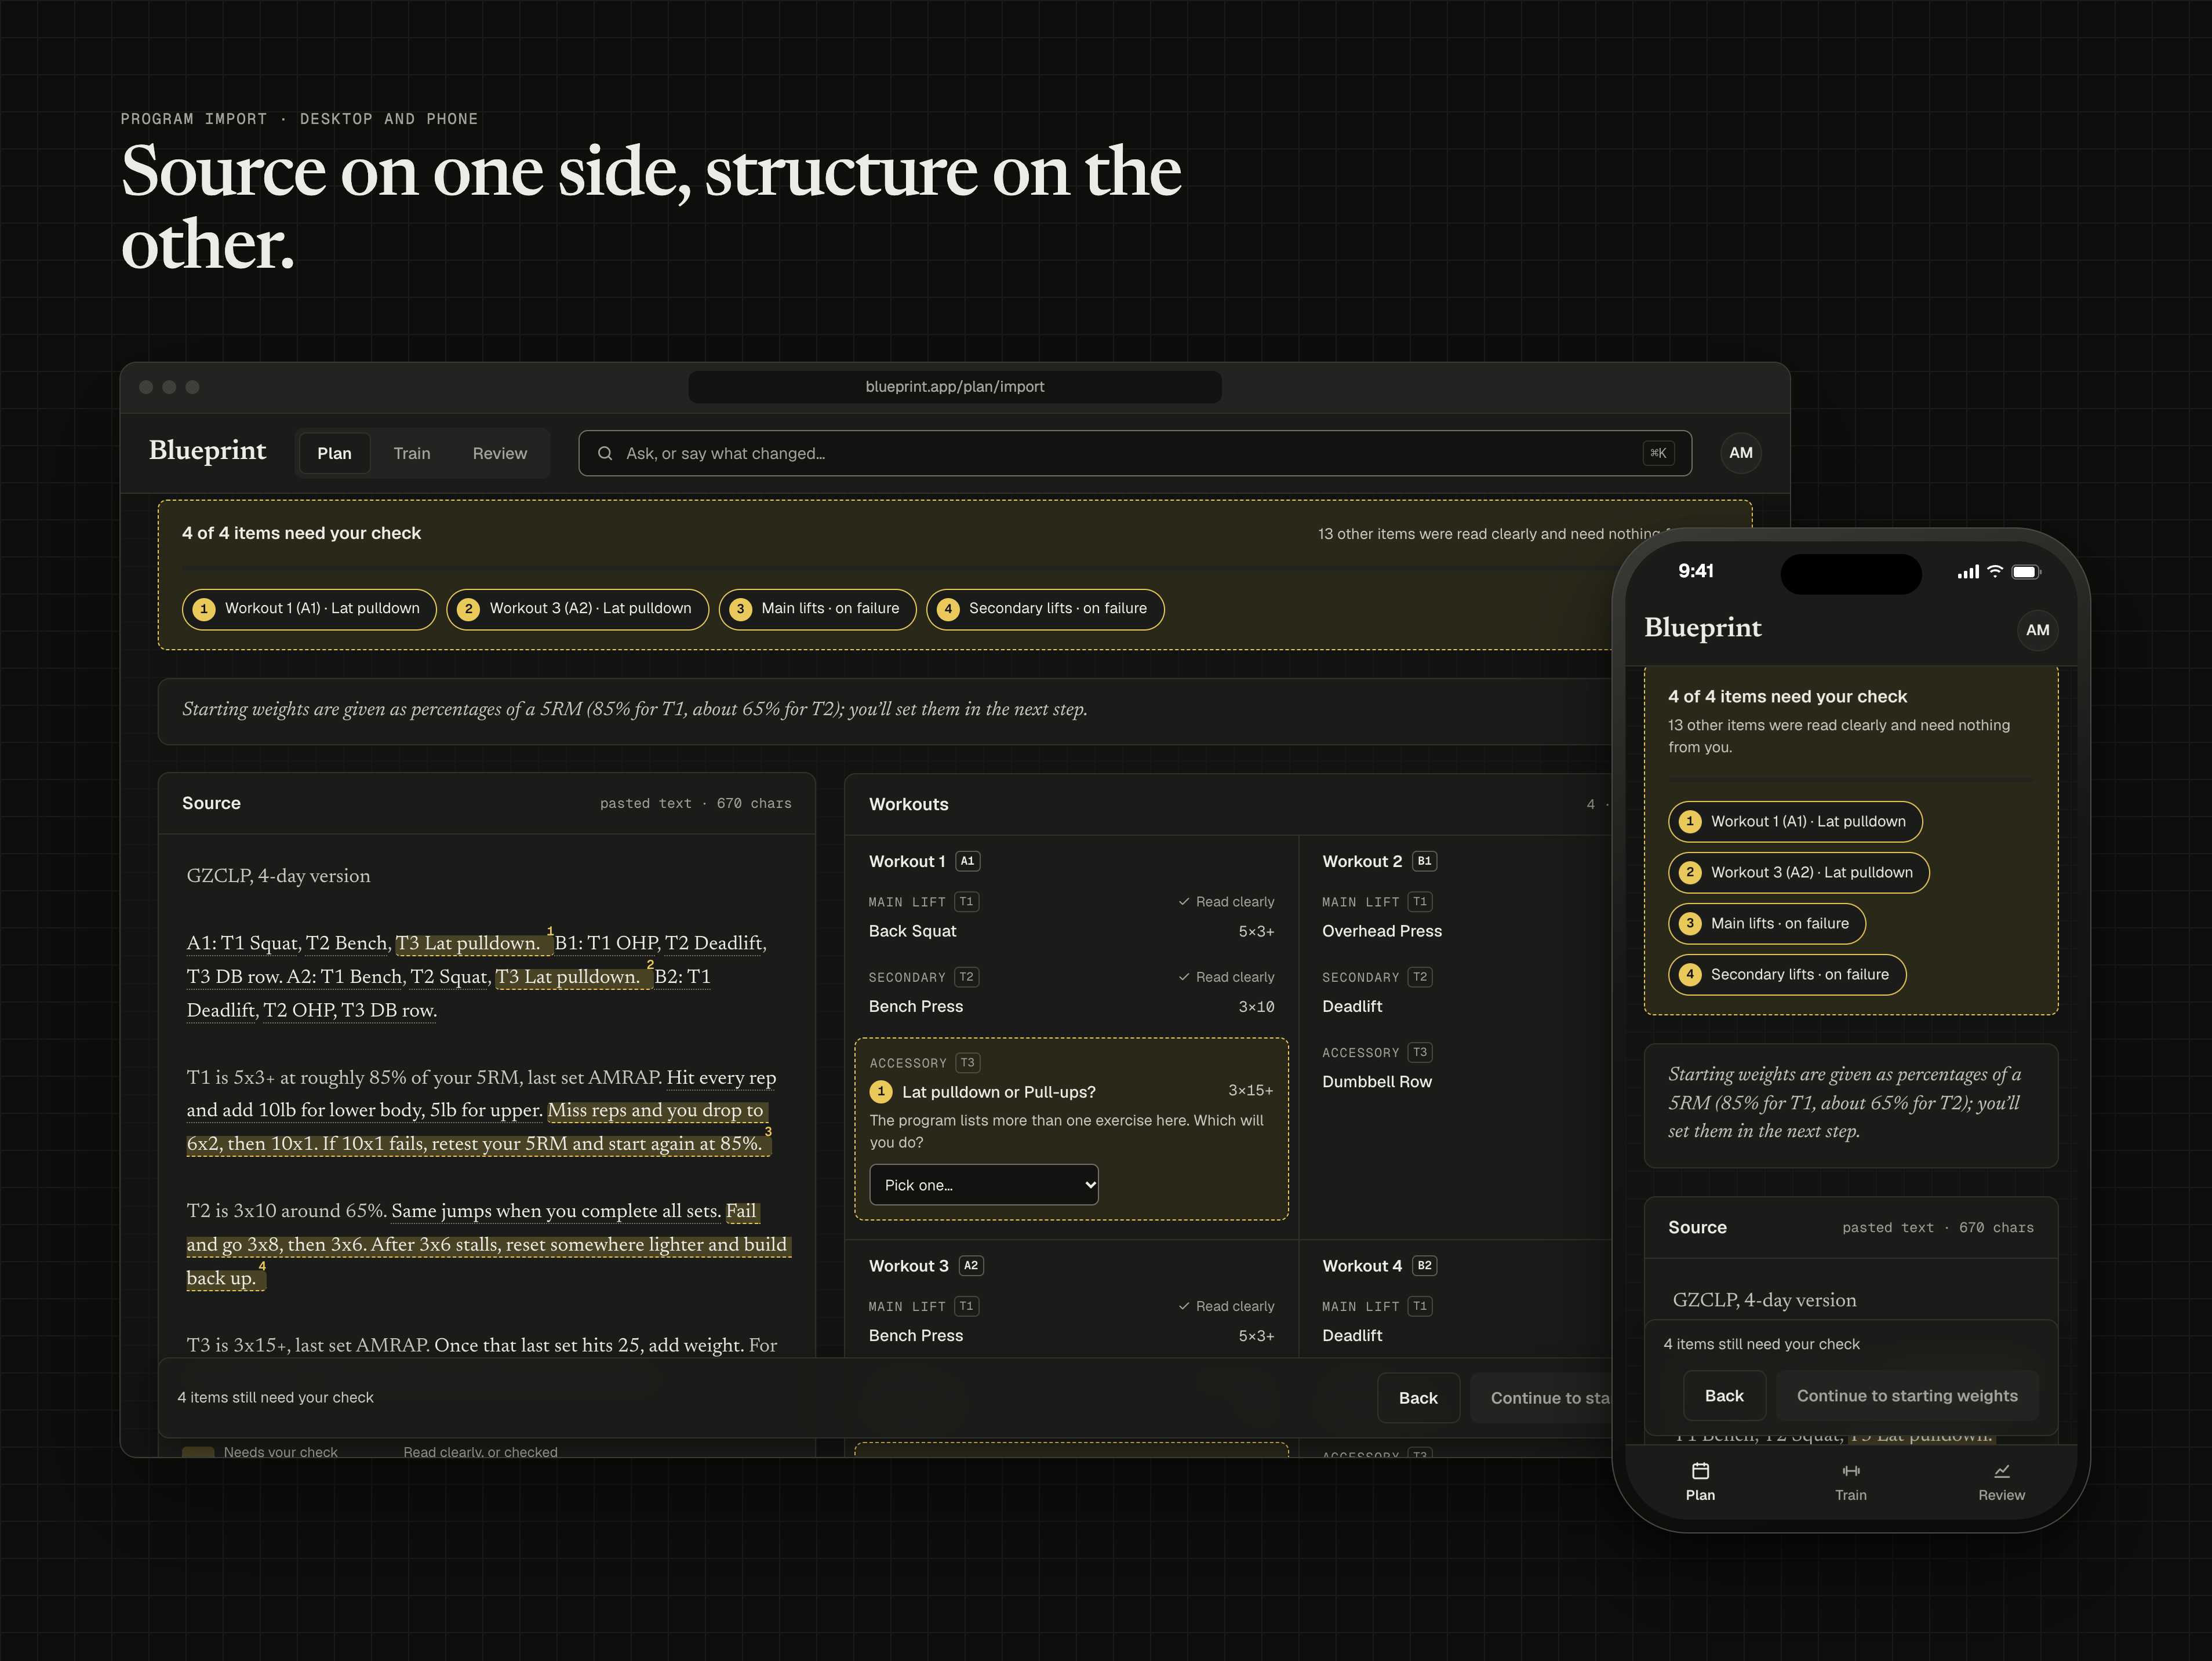 PROGRAM IMPORT · DESKTOP AND PHONE
Source on one side, structure on the
other.
blueprint.app/plan/import
Blueprint
Plan
Train
Review
Ask, or say what changed...
⌘K
AM
4 of 4 items need your check
13 other items were read clearly and need nothing
1 Workout 1 (A1) · Lat pulldown
2 Workout 3 (A2) · Lat pulldown
3 Main lifts · on failure
4 Secondary lifts · on failure
Starting weights are given as percentages of a 5RM (85% for T1, about 65% for T2); you'll set them in the next step.
Source
pasted text · 670 chars
GZCLP, 4-day version
A1: T1 Squat, T2 Bench, T3 Lat pulldown. 1 B1: T1 OHP, T2 Deadlift,
T3 DB row. A2: T1 Bench, T2 Squat, T3 Lat pulldown. 2 B2: T1
Deadlift, T2 OHP, T3 DB row.
T1 is 5x3+ at roughly 85% of your 5RM, last set AMRAP. Hit every rep
and add 10lb for lower body, 5lb for upper. Miss reps and you drop to
6x2, then 10x1. If 10x1 fails, retest your 5RM and start again at 85%. 3
T2 is 3x10 around 65%. Same jumps when you complete all sets. Fail
and go 3x8, then 3x6. After 3x6 stalls, reset somewhere lighter and build
back up. 4
T3 is 3x15+, last set AMRAP. Once that last set hits 25, add weight. For
Workouts
4 ·
Workout 1 A1
MAIN LIFT T1
✓ Read clearly
Back Squat
5×3+
SECONDARY T2
✓ Read clearly
Bench Press
3×10
ACCESSORY T3
1 Lat pulldown or Pull-ups?
3×15+
The program lists more than one exercise here. Which will
you do?
Pick one...
Workout 2 B1
MAIN LIFT T1
Overhead Press
SECONDARY T2
Deadlift
ACCESSORY T3
Dumbbell Row
Workout 3 A2
MAIN LIFT T1
✓ Read clearly
Bench Press
5×3+
Workout 4 B2
MAIN LIFT T1
Deadlift
4 items still need your check
Back
Continue to sta
Needs your check
Read clearly, or checked
ACCESSORY T3
9:41
Blueprint
AM
4 of 4 items need your check
13 other items were read clearly and need nothing
from you.
1 Workout 1 (A1) · Lat pulldown
2 Workout 3 (A2) · Lat pulldown
3 Main lifts · on failure
4 Secondary lifts · on failure
Starting weights are given as percentages of a
5RM (85% for T1, about 65% for T2); you'll
set them in the next step.
Source
pasted text · 670 chars
GZCLP, 4-day version
4 items still need your check
Back
Continue to starting weights
T1 Bench, T2 Squat, T3 Lat pulldown.
Plan
Train
Review